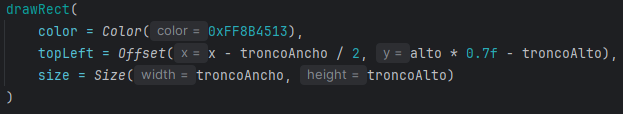 drawRect(
    color = Color( color = 0xFF8B4513),
    topLeft = Offset( x = x - troncoAncho / 2, y = alto * 0.7f - troncoAlto),
    size = Size( width = troncoAncho, height = troncoAlto)
)